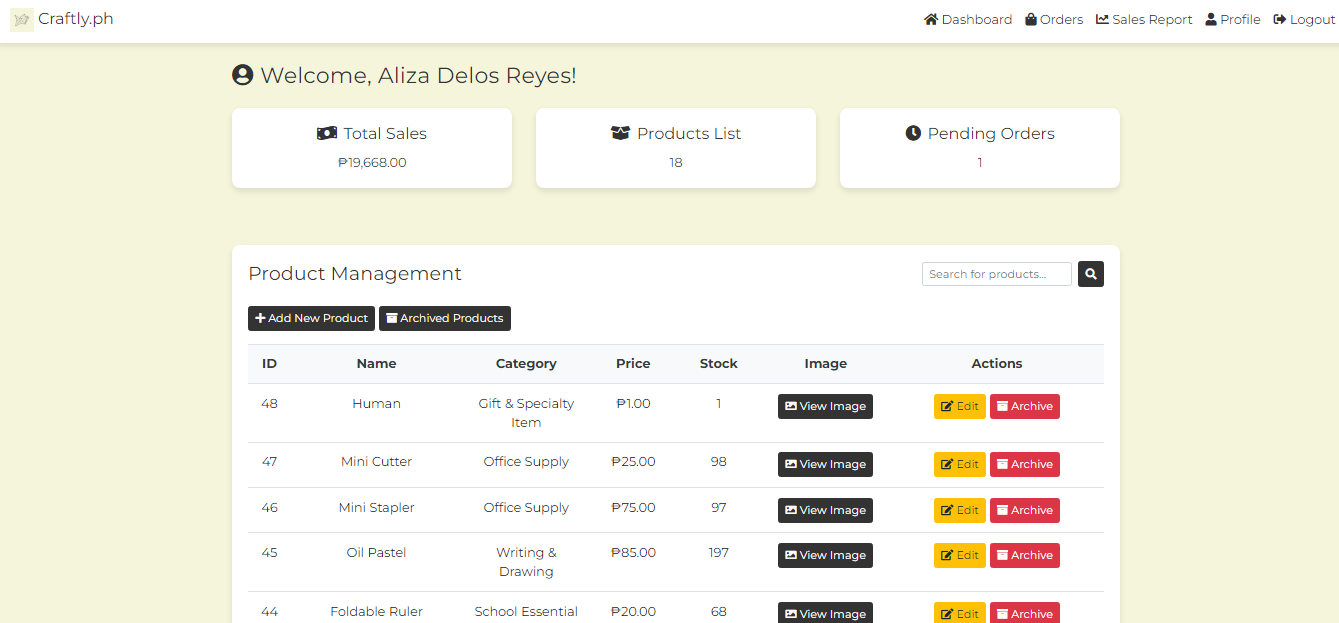 Craftly.ph
Dashboard Orders Sales Report Profile Logout
Welcome, Aliza Delos Reyes!
Total Sales
₱19,668.00
Products List
18
Pending Orders
1
Product Management
Search for products...
Add New Product
Archived Products
ID Name Category Price Stock Image Actions
48 Human Gift & Specialty ₱1.00 1 View Image Edit Archive
Item
47 Mini Cutter Office Supply ₱25.00 98 View Image Edit Archive
46 Mini Stapler Office Supply ₱75.00 97 View Image Edit Archive
45 Oil Pastel Writing & ₱85.00 197 View Image Edit Archive
Drawing
44 Foldable Ruler School Essential ₱20.00 68 View Image Edit Archive